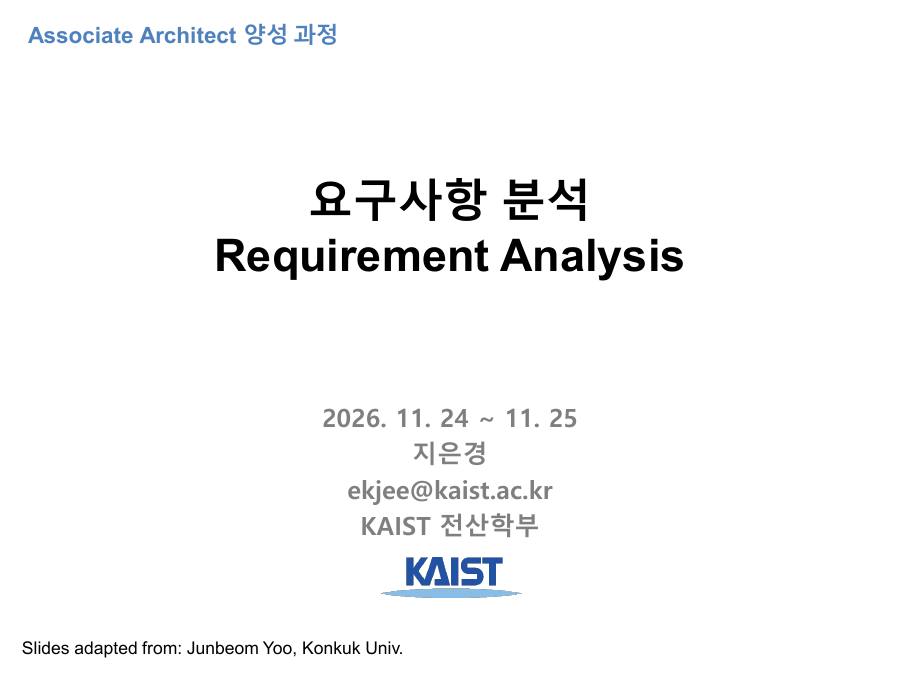 Associate Architect 양성 과정
요구사항 분석
Requirement Analysis
2026. 11. 24 ~ 11. 25
지은경
ekjee@kaist.ac.kr
KAIST 전산학부
KAIST
Slides adapted from: Junbeom Yoo, Konkuk Univ.